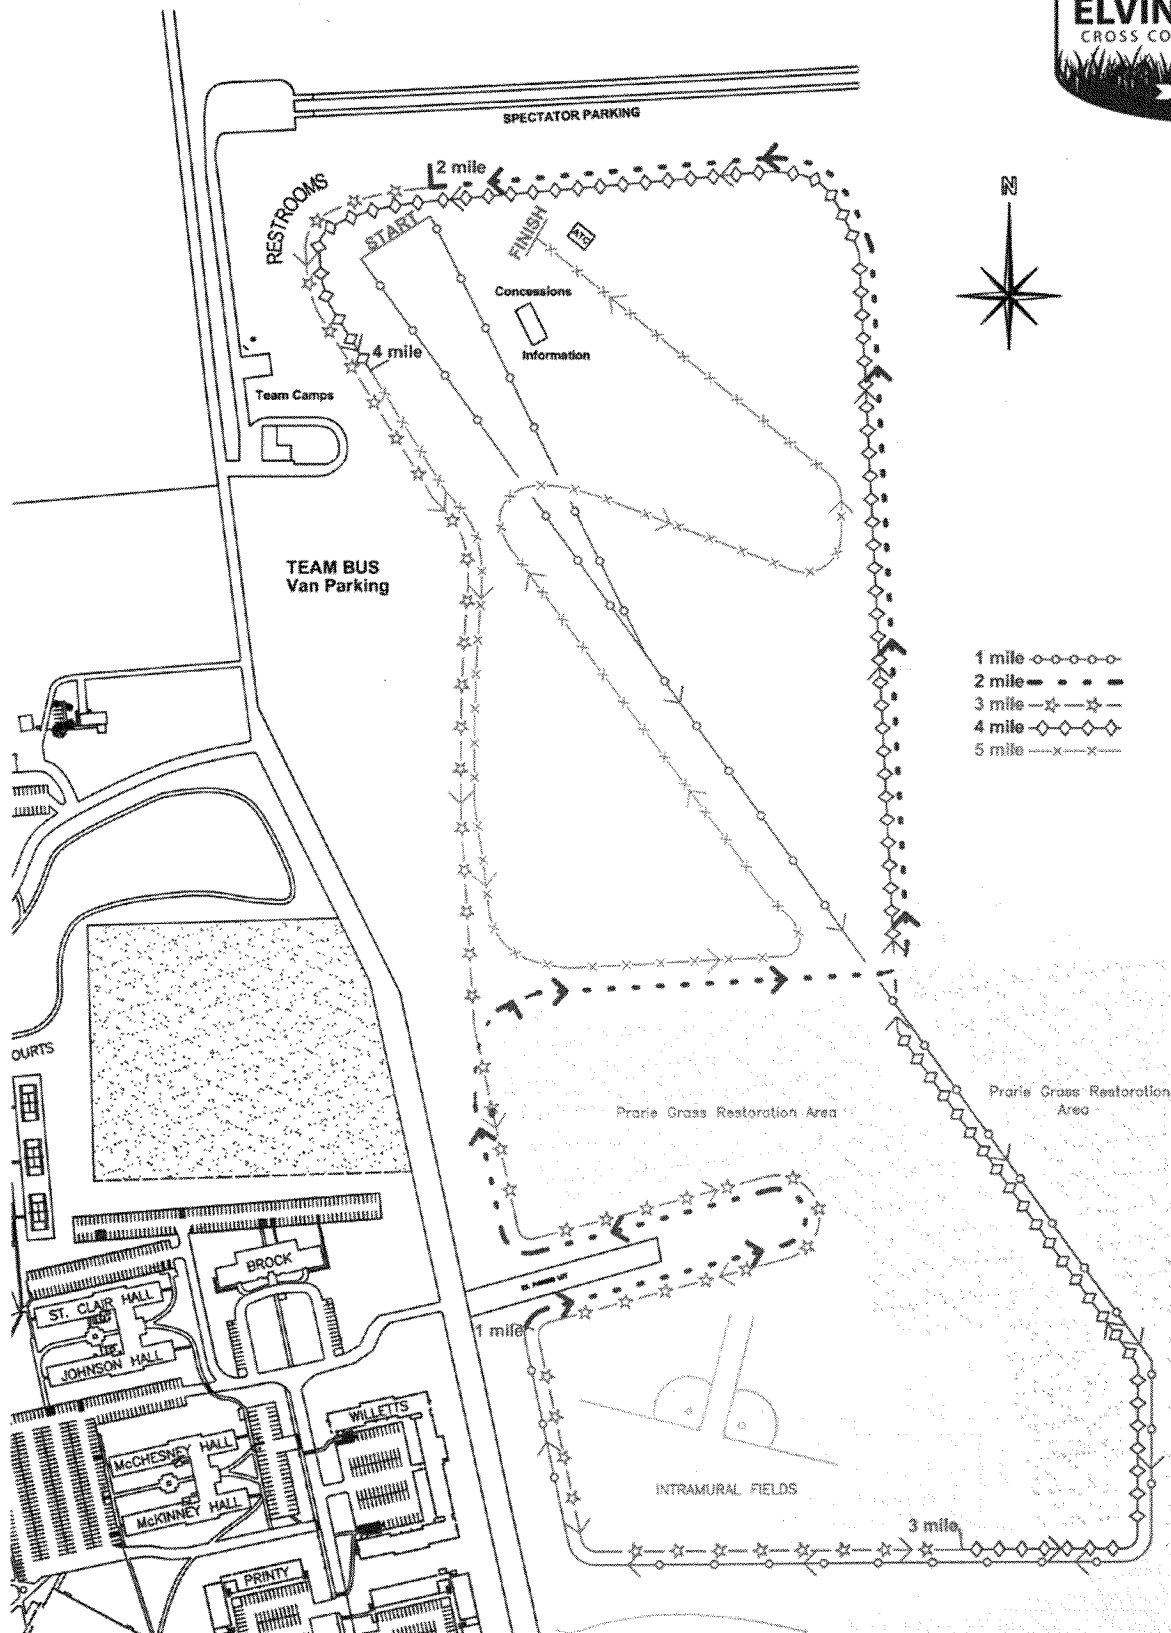 ELVIN
CROSS CO
SPECTATOR PARKING
2 mile
RESTROOMS
START
FINISH
ATC
N
Concessions
Information
4 mile
Team Camps
TEAM BUS
Van Parking
1 mile
2 mile
3 mile
4 mile
5 mile
OURTS
Prarie Grass Restoration Area
Prarie Grass Restoration
Area
BROCK
ST. CLAIR HALL
JOHNSON HALL
1 mile
WILLETTS
McCHESNEY HALL
McKINNEY HALL
INTRAMURAL FIELDS
3 mile
PRINTY